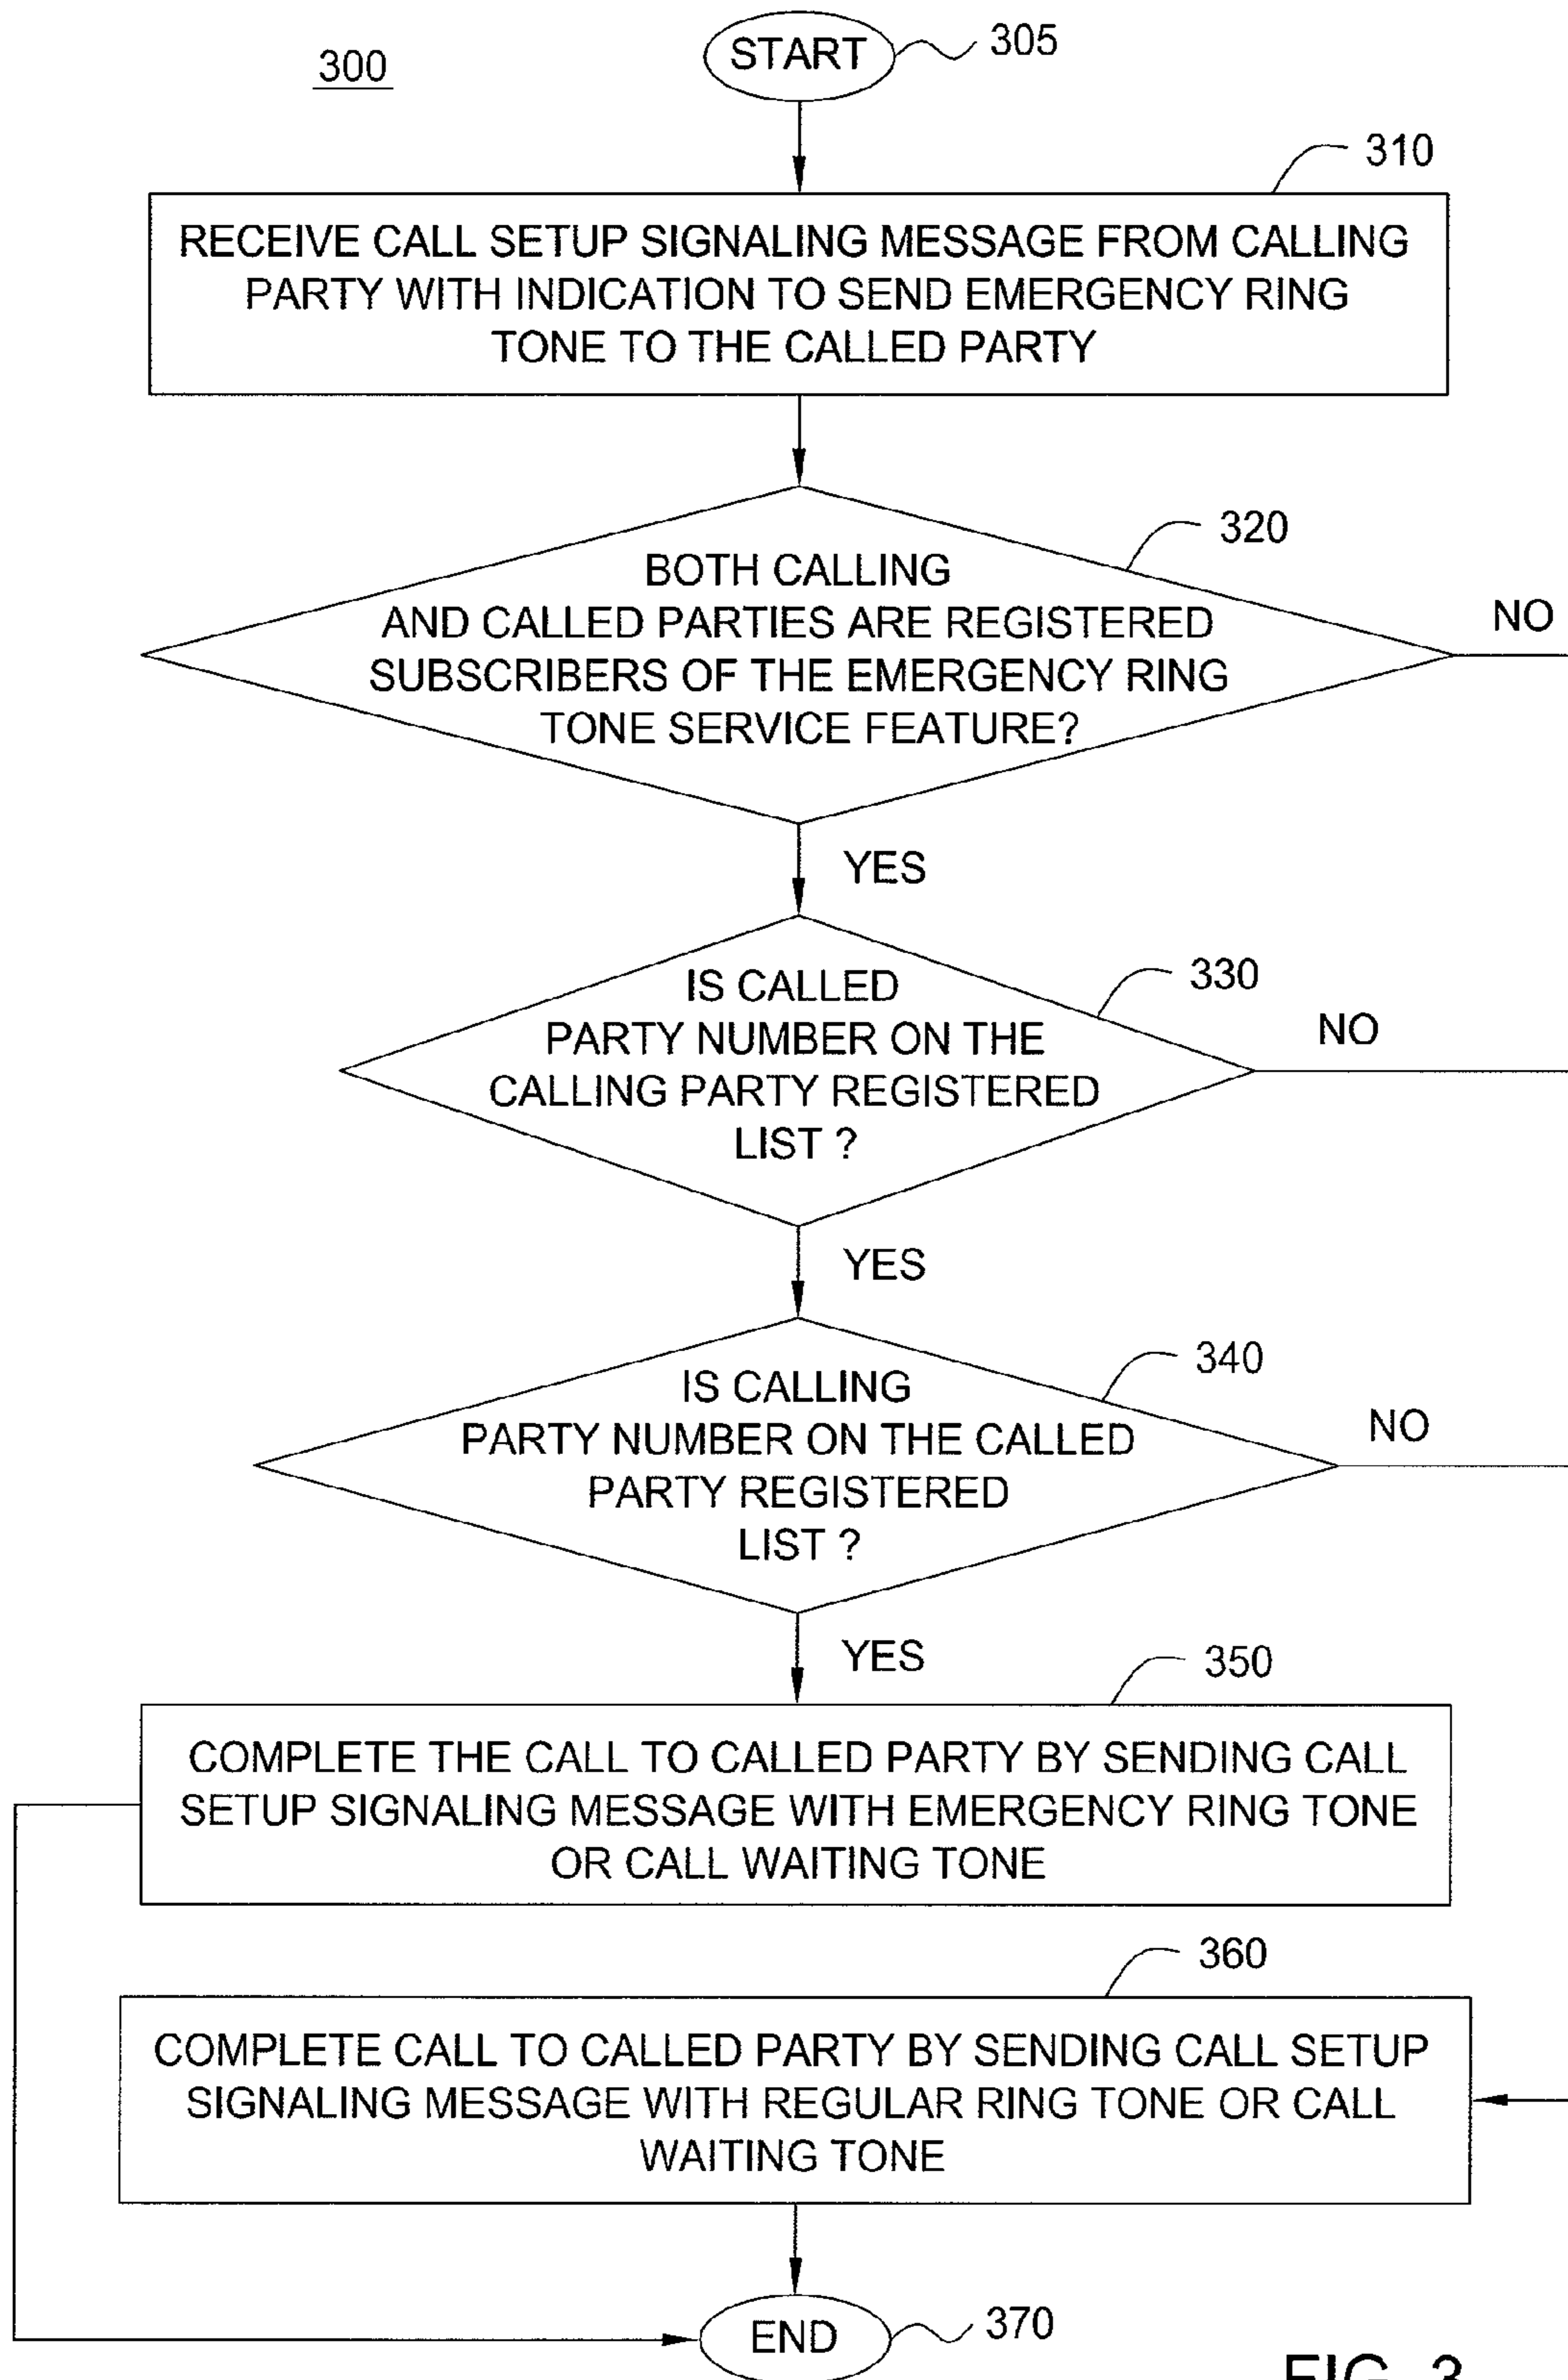 300
START
305
310
RECEIVE CALL SETUP SIGNALING MESSAGE FROM CALLING
PARTY WITH INDICATION TO SEND EMERGENCY RING
TONE TO THE CALLED PARTY
320
BOTH CALLING
AND CALLED PARTIES ARE REGISTERED
SUBSCRIBERS OF THE EMERGENCY RING
TONE SERVICE FEATURE?
NO
YES
330
IS CALLED
PARTY NUMBER ON THE
CALLING PARTY REGISTERED
LIST ?
NO
YES
340
IS CALLING
PARTY NUMBER ON THE CALLED
PARTY REGISTERED
LIST ?
NO
YES
350
COMPLETE THE CALL TO CALLED PARTY BY SENDING CALL
SETUP SIGNALING MESSAGE WITH EMERGENCY RING TONE
OR CALL WAITING TONE
360
COMPLETE CALL TO CALLED PARTY BY SENDING CALL SETUP
SIGNALING MESSAGE WITH REGULAR RING TONE OR CALL
WAITING TONE
END
370
FIG. 3